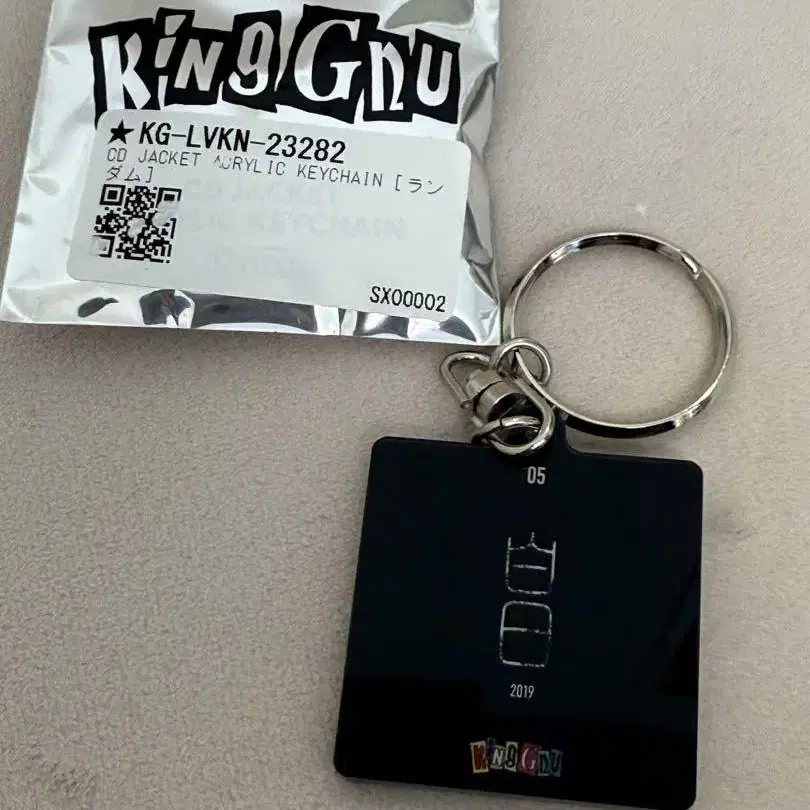 KiNg GNU
★KG-LVKN-23282
CD JACKET ACRYLIC KEYCHAIN [ラン
ダム]
SX00002
05
白日
2019
KiNg GNU